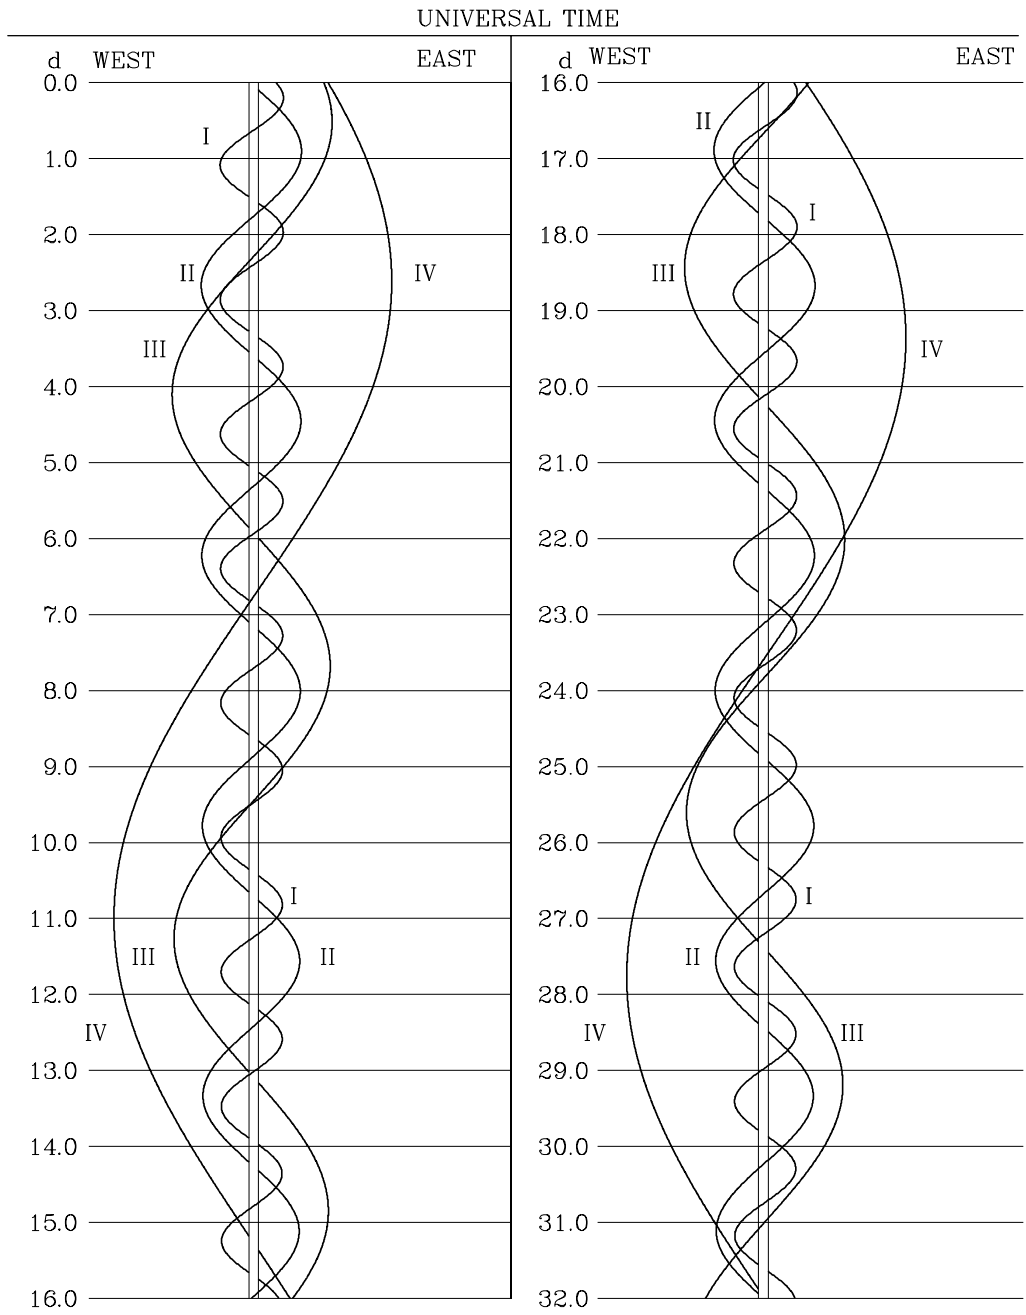 UNIVERSAL TIME
d WEST EAST
0.0
I
1.0
2.0
II IV
3.0
III
4.0
5.0
6.0
7.0
8.0
9.0
10.0
I
11.0
III II
12.0
IV
13.0
14.0
15.0
16.0
d WEST EAST
16.0
II
17.0
I
18.0
III
19.0
IV
20.0
21.0
22.0
23.0
24.0
25.0
26.0
I
27.0
II
28.0
IV III
29.0
30.0
31.0
32.0